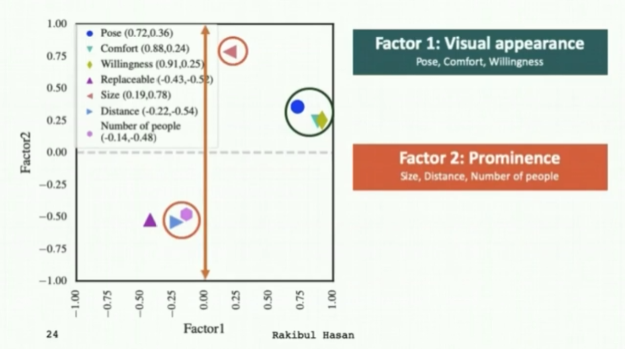 1.00
0.75
0.50
0.25
0.00
−0.25
−0.50
−0.75
−1.00
Factor2
Pose (0.72,0.36)
Comfort (0.88,0.24)
Willingness (0.91,0.25)
Replaceable (-0.43,-0.52)
Size (0.19,0.78)
Distance (-0.22,-0.54)
Number of people
(-0.14,-0.48)
−1.00
−0.75
−0.50
−0.25
0.00
0.25
0.50
0.75
1.00
Factor1
Factor 1: Visual appearance
Pose, Comfort, Willingness
Factor 2: Prominence
Size, Distance, Number of people
24
Rakibul Hasan